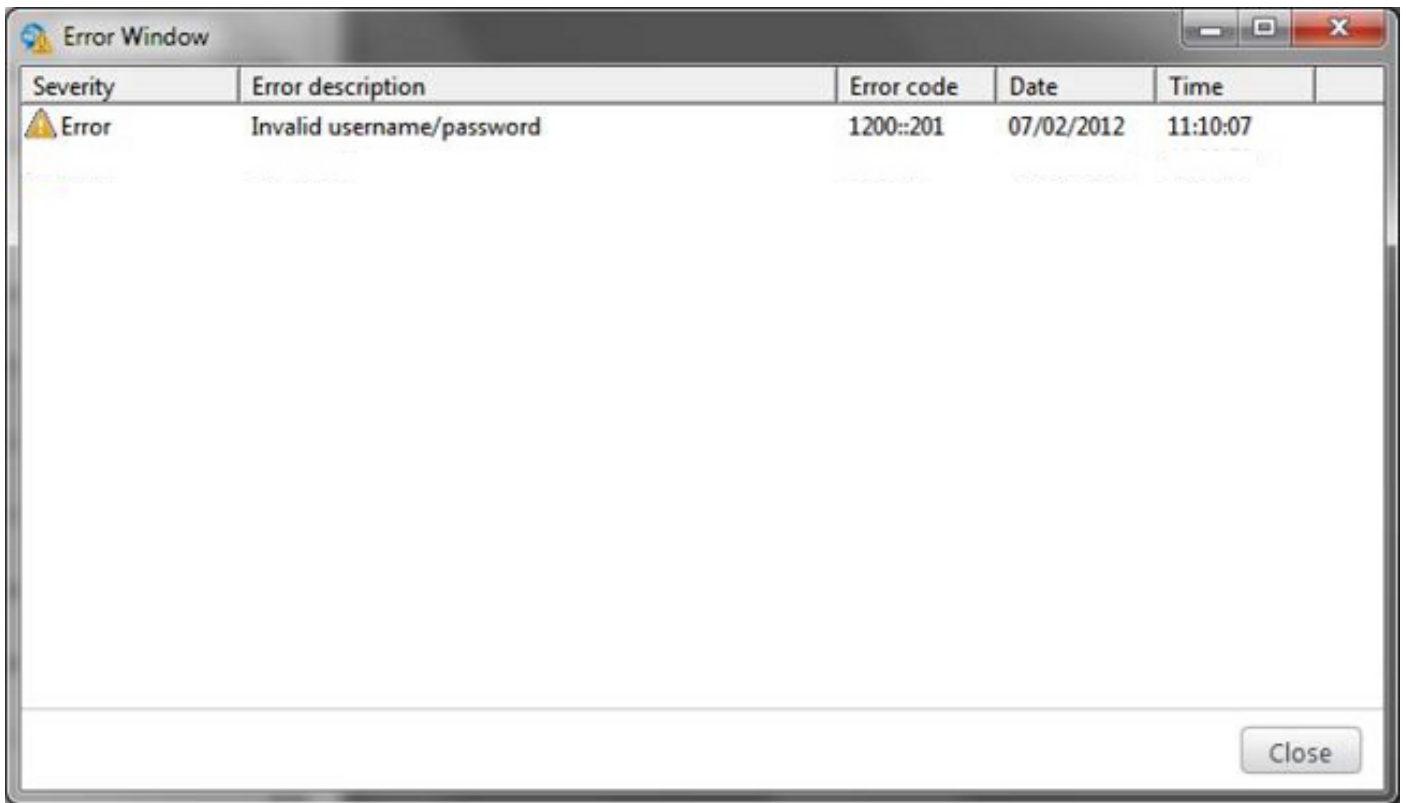 Error Window
Severity Error description Error code Date Time
Error Invalid username/password 1200::201 07/02/2012 11:10:07
Close